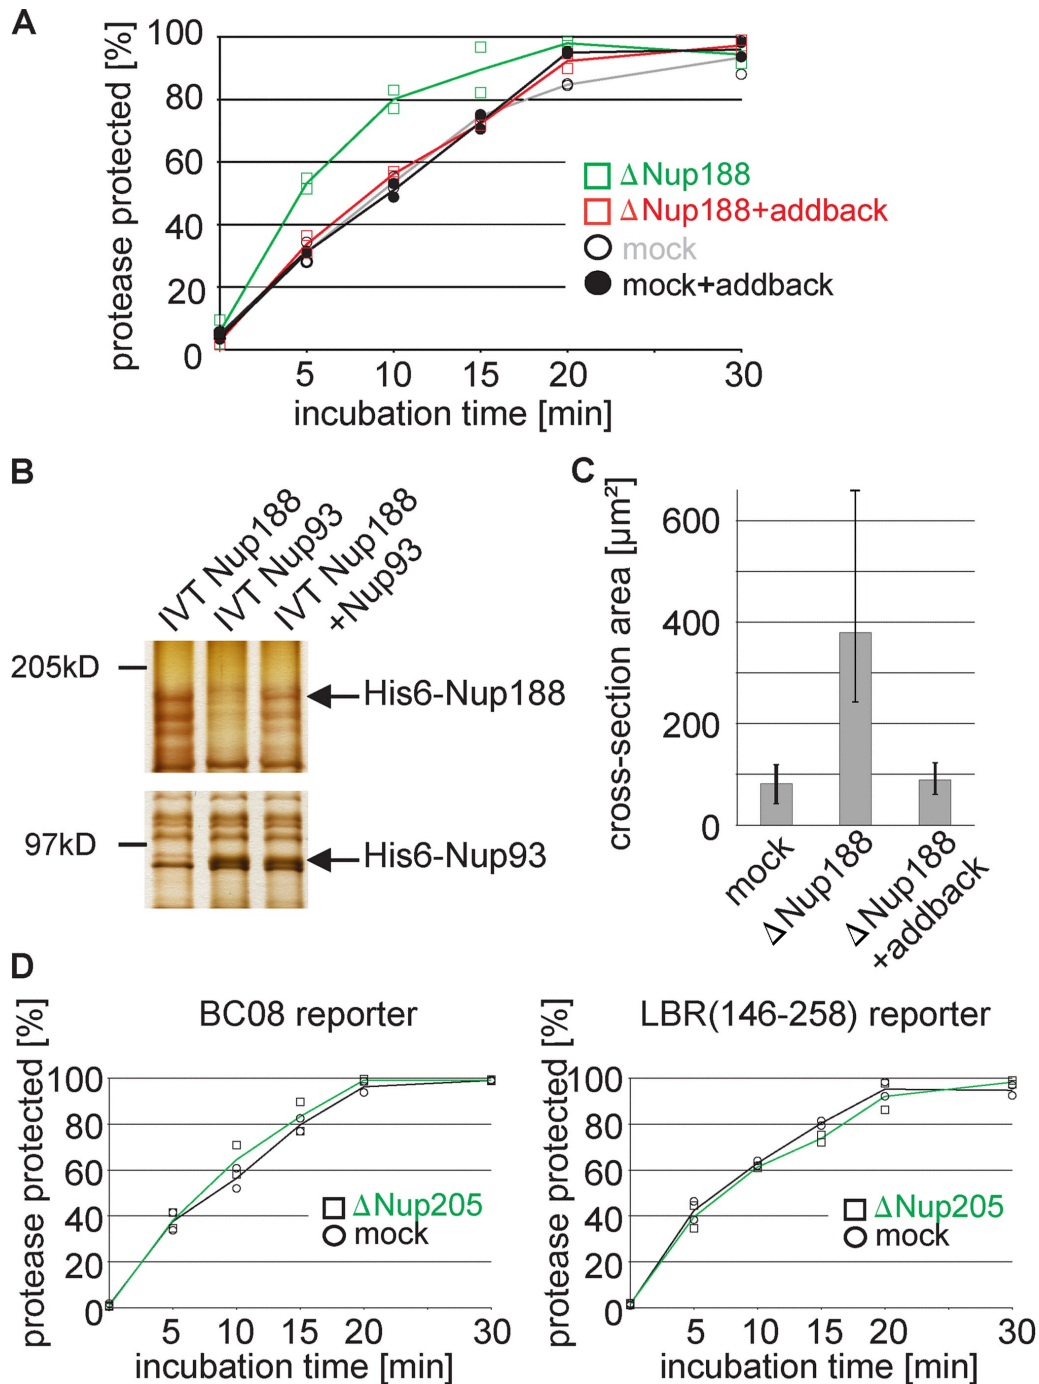 A
protease protected [%]
100
80
60
40
20
0
5 10 15 20 30
incubation time [min]
ΔNup188
ΔNup188+addback
mock
mock+addback
B
IVT Nup188
IVT Nup93
IVT Nup188
+Nup93
205kD
His6-Nup188
97kD
His6-Nup93
C
cross-section area [µm²]
600
400
200
0
mock
ΔNup188
ΔNup188
+addback
D
BC08 reporter
protease protected [%]
100
80
60
40
20
0
5 10 15 20 30
incubation time [min]
ΔNup205
mock
LBR(146-258) reporter
protease protected [%]
100
80
60
40
20
0
5 10 15 20 30
incubation time [min]
ΔNup205
mock